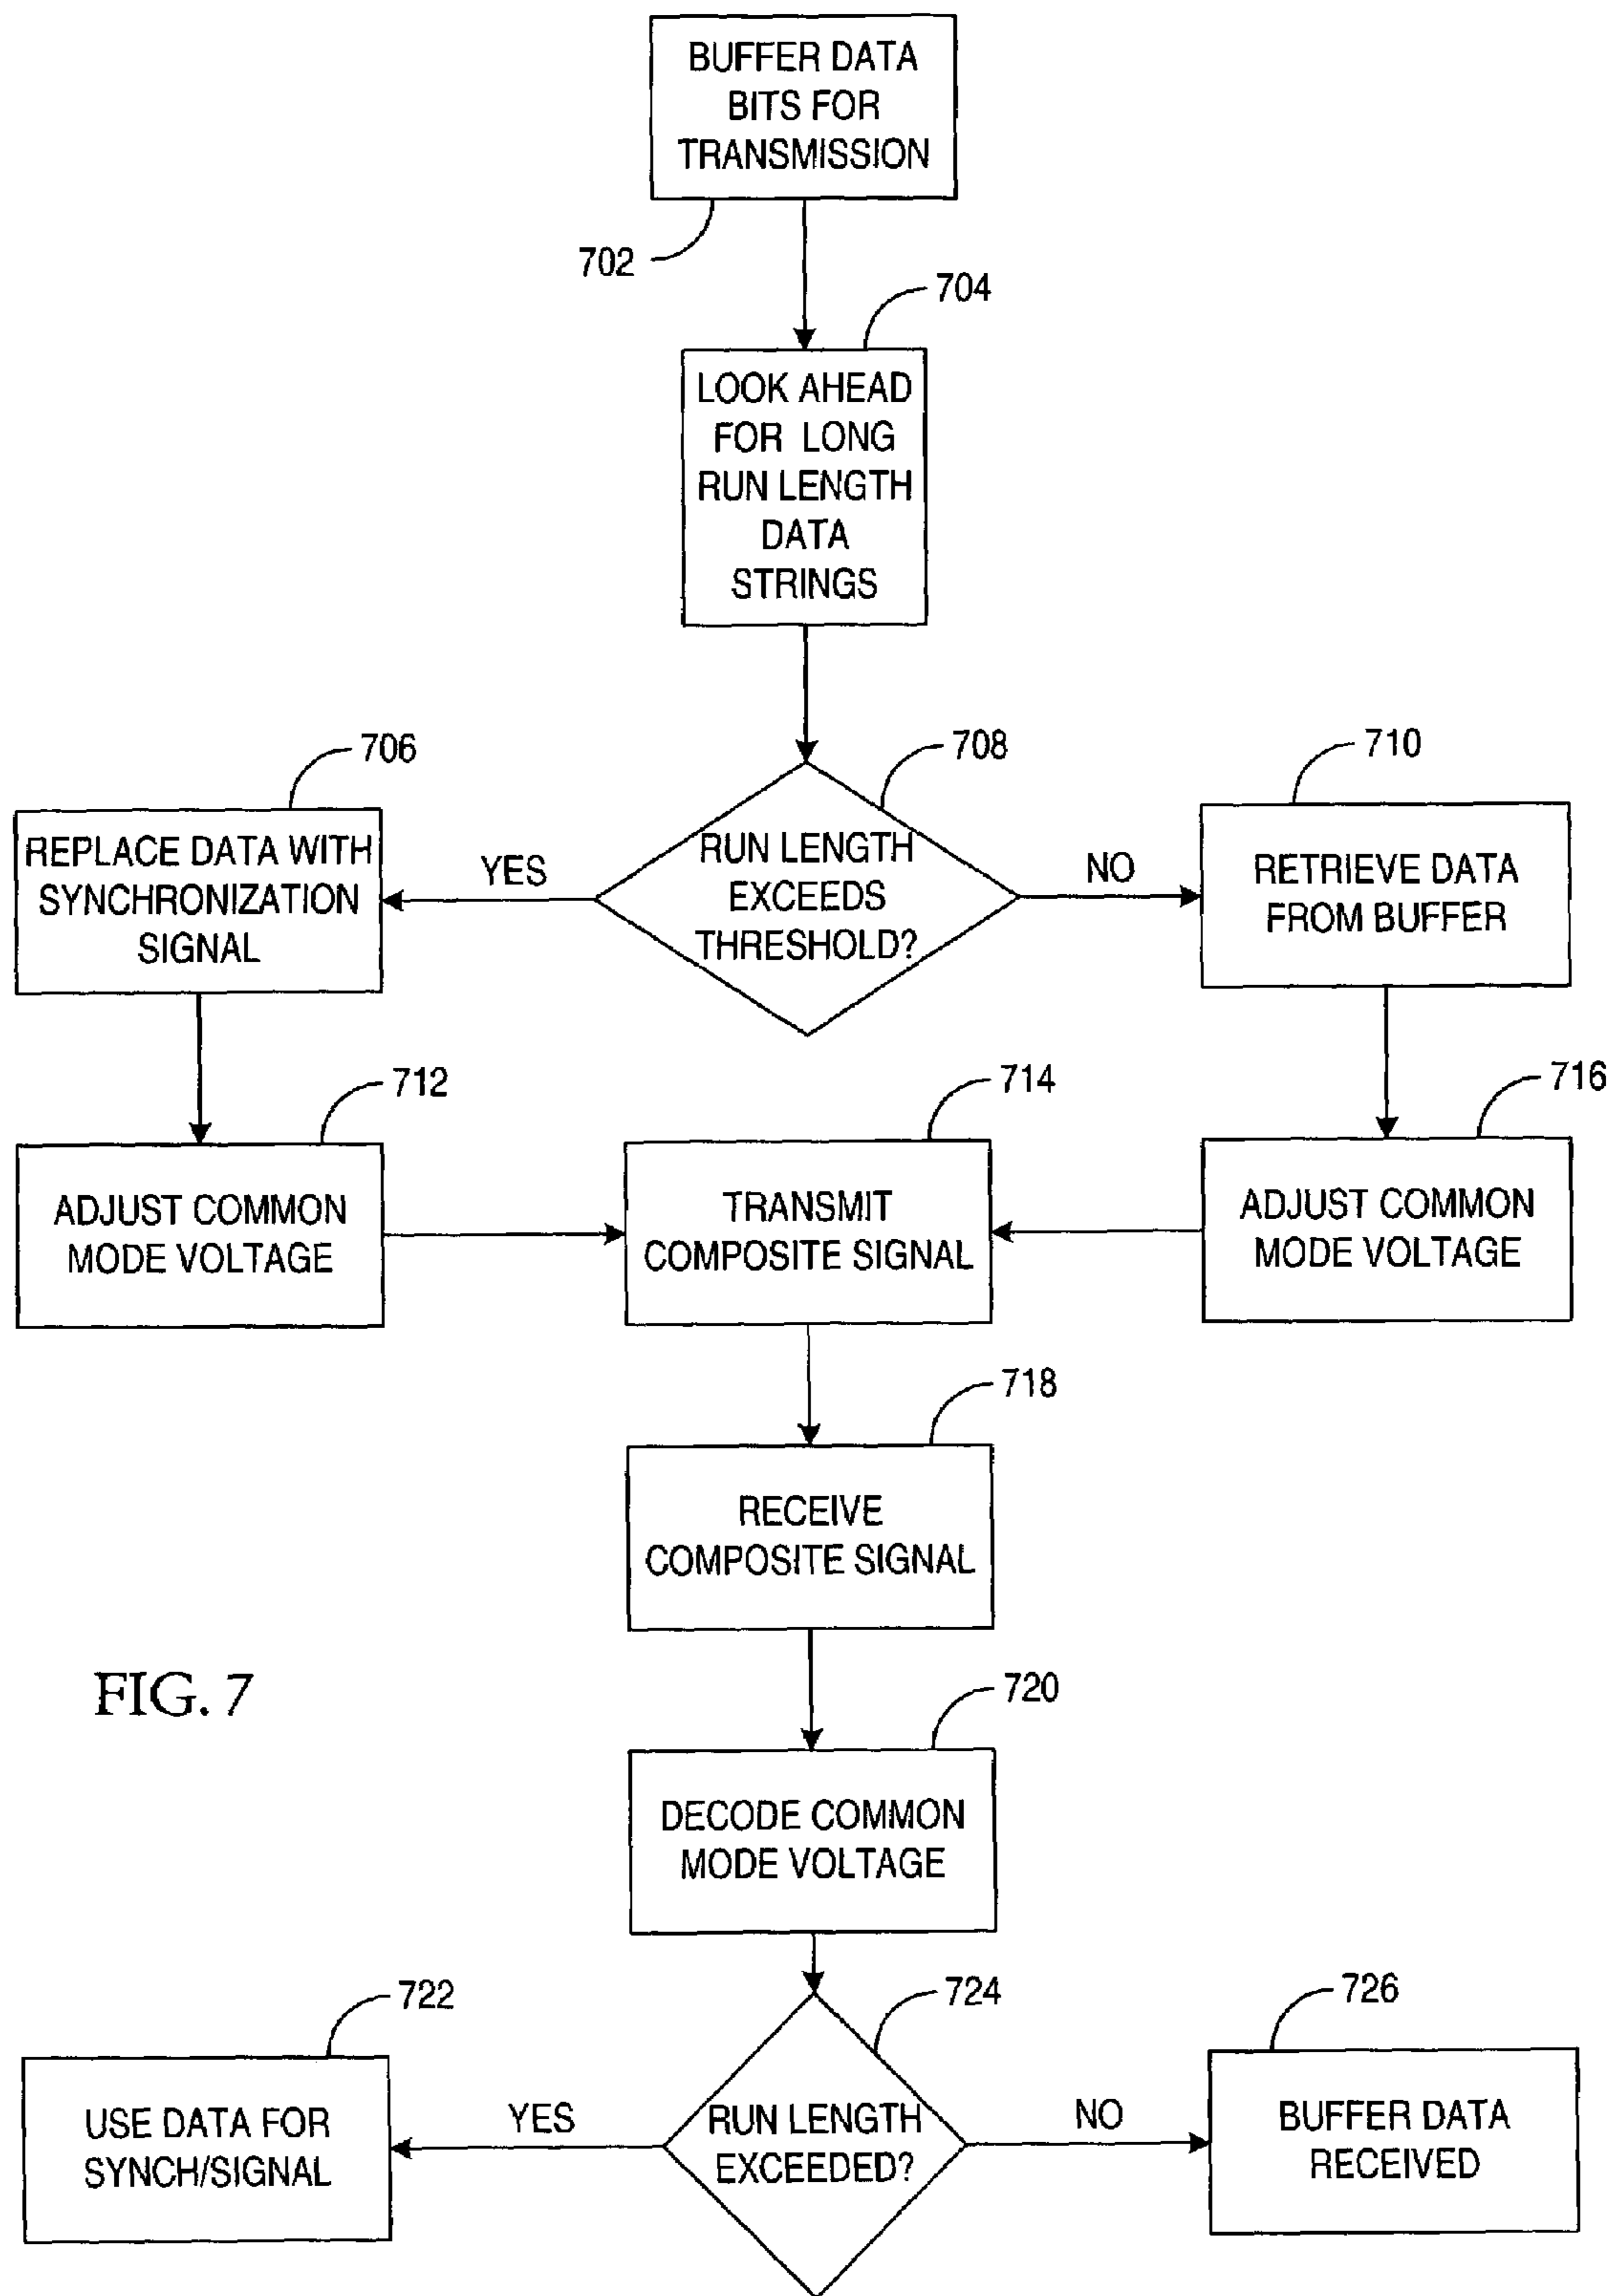 BUFFER DATA
BITS FOR
TRANSMISSION
702
704
LOOK AHEAD
FOR LONG
RUN LENGTH
DATA
STRINGS
706
708
710
REPLACE DATA WITH
SYNCHRONIZATION
SIGNAL
YES
RUN LENGTH
EXCEEDS
THRESHOLD?
NO
RETRIEVE DATA
FROM BUFFER
712
714
716
ADJUST COMMON
MODE VOLTAGE
TRANSMIT
COMPOSITE SIGNAL
ADJUST COMMON
MODE VOLTAGE
718
RECEIVE
COMPOSITE SIGNAL
FIG. 7
720
DECODE COMMON
MODE VOLTAGE
722
724
726
USE DATA FOR
SYNCH/SIGNAL
YES
RUN LENGTH
EXCEEDED?
NO
BUFFER DATA
RECEIVED